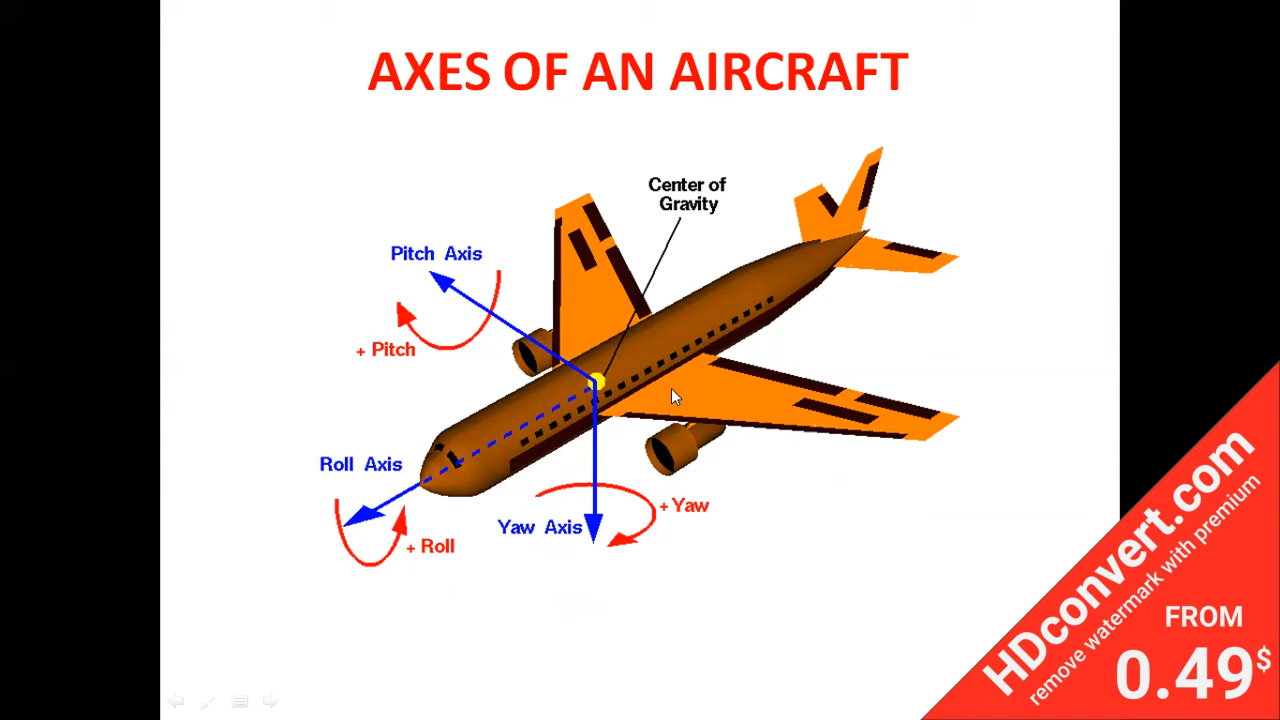 AXES OF AN AIRCRAFT
Center of
Gravity
Pitch Axis
+ Pitch
Roll Axis
+ Roll
Yaw Axis
+ Yaw
HDconvert.com
remove watermark with premium
FROM
0.49$